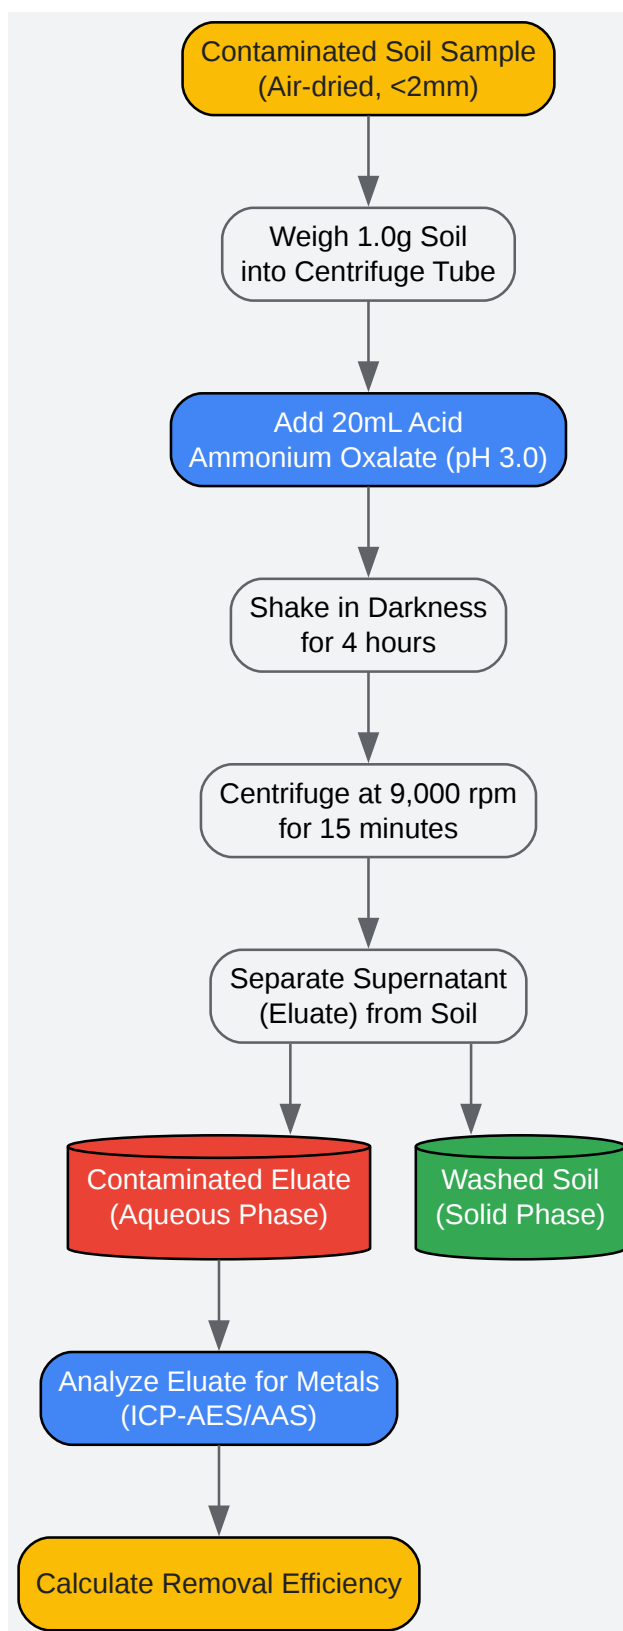 Contaminated Soil Sample
(Air-dried, <2mm)
Weigh 1.0g Soil
into Centrifuge Tube
Add 20mL Acid
Ammonium Oxalate (pH 3.0)
Shake in Darkness
for 4 hours
Centrifuge at 9,000 rpm
for 15 minutes
Separate Supernatant
(Eluate) from Soil
Contaminated Eluate
(Aqueous Phase)
Washed Soil
(Solid Phase)
Analyze Eluate for Metals
(ICP-AES/AAS)
Calculate Removal Efficiency